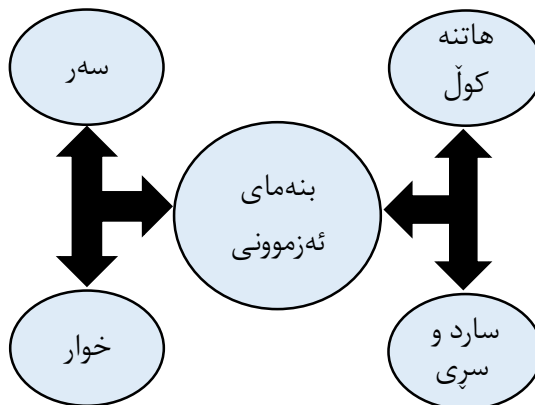 هاتنە
کوڵ
سەر
بنەمای
ئەزموونی
سارد و
سڕی
خوار